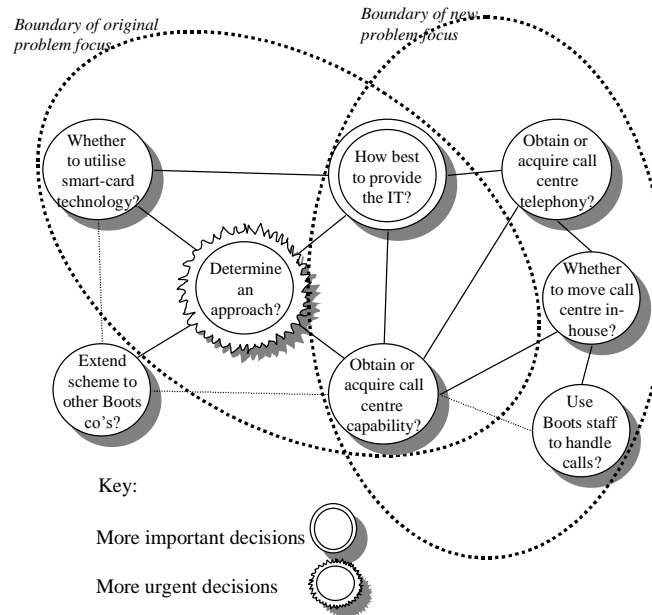 Boundary of original
problem focus
Boundary of new
problem focus
Whether
to utilise
smart-card
technology?
How best
to provide
the IT?
Obtain or
acquire call
centre
telephony?
Determine
an
approach?
Whether
to move call
centre in-
house?
Extend
scheme to
other Boots
co's?
Obtain or
acquire call
centre
capability?
Use
Boots staff
to handle
calls?
Key:
More important decisions
More urgent decisions